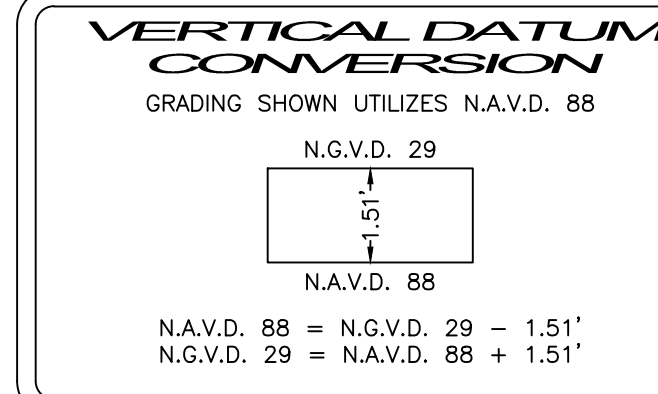 VERTICAL DATUM
CONVERSION
GRADING SHOWN UTILIZES N.A.V.D. 88
N.G.V.D. 29
1.51'
N.A.V.D. 88
N.A.V.D. 88 = N.G.V.D. 29 − 1.51'
N.G.V.D. 29 = N.A.V.D. 88 + 1.51'